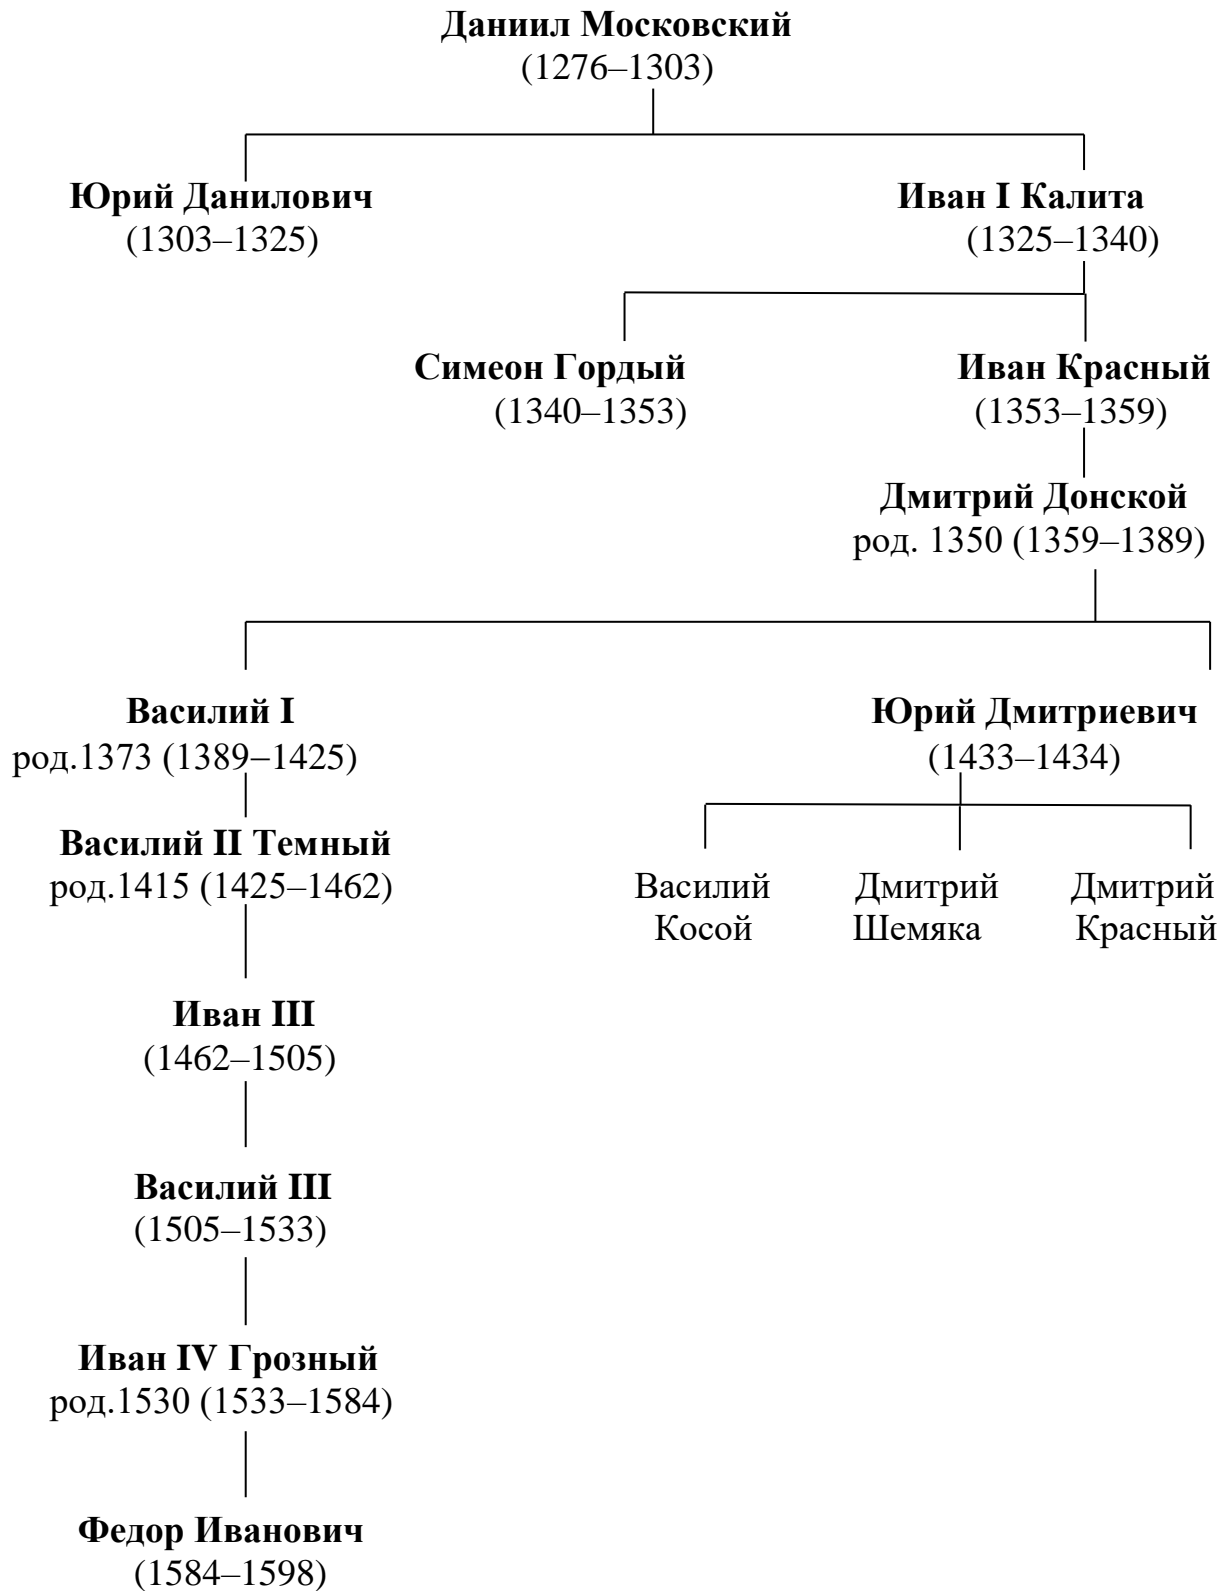 Даниил Московский
(1276–1303)
Юрий Данилович
(1303–1325)
Иван I Калита
(1325–1340)
Симеон Гордый
(1340–1353)
Иван Красный
(1353–1359)
Дмитрий Донской
род. 1350 (1359–1389)
Василий I
род.1373 (1389–1425)
Юрий Дмитриевич
(1433–1434)
Василий II Темный
род.1415 (1425–1462)
Василий
Косой
Дмитрий
Шемяка
Дмитрий
Красный
Иван III
(1462–1505)
Василий III
(1505–1533)
Иван IV Грозный
род.1530 (1533–1584)
Федор Иванович
(1584–1598)